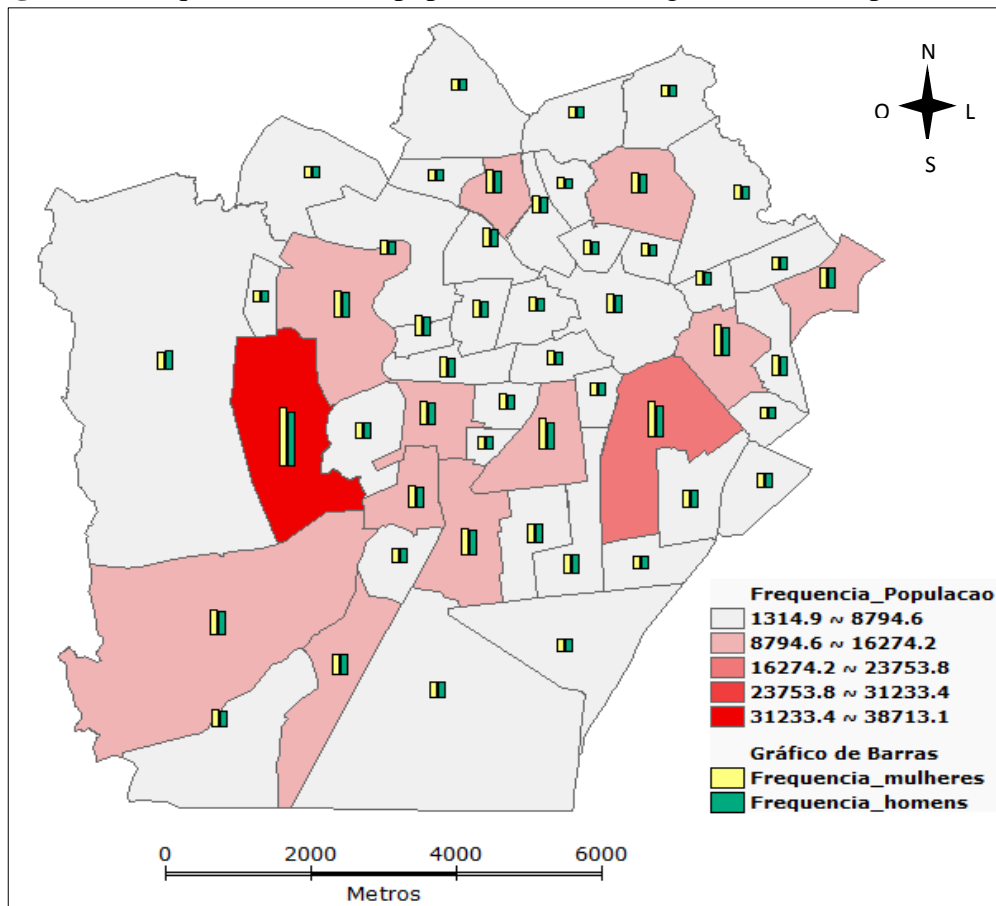 N
O
L
S
Frequencia_Populacao
1314.9 ~ 8794.6
8794.6 ~ 16274.2
16274.2 ~ 23753.8
23753.8 ~ 31233.4
31233.4 ~ 38713.1
Gráfico de Barras
Frequencia_mulheres
Frequencia_homens
0 2000 4000 6000
Metros